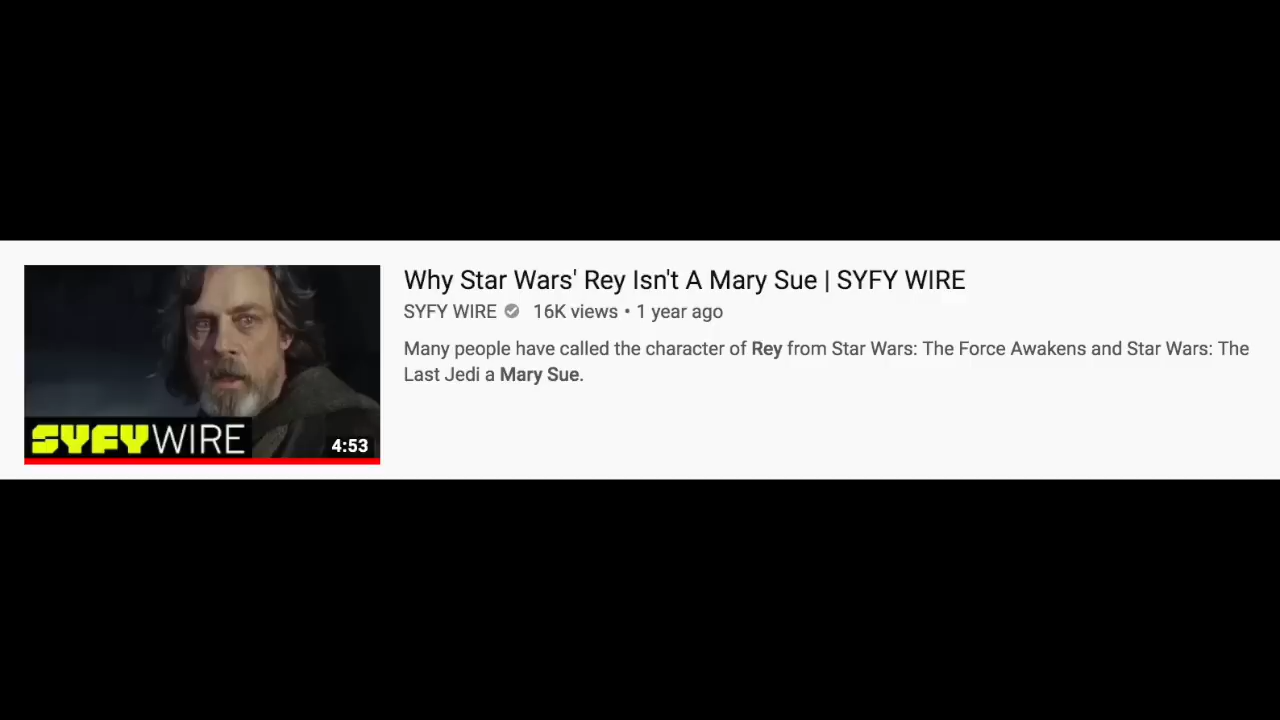 Why Star Wars' Rey Isn't A Mary Sue | SYFY WIRE
SYFY WIRE 16K views • 1 year ago
Many people have called the character of Rey from Star Wars: The Force Awakens and Star Wars: The
Last Jedi a Mary Sue.
SYFY WIRE
4:53